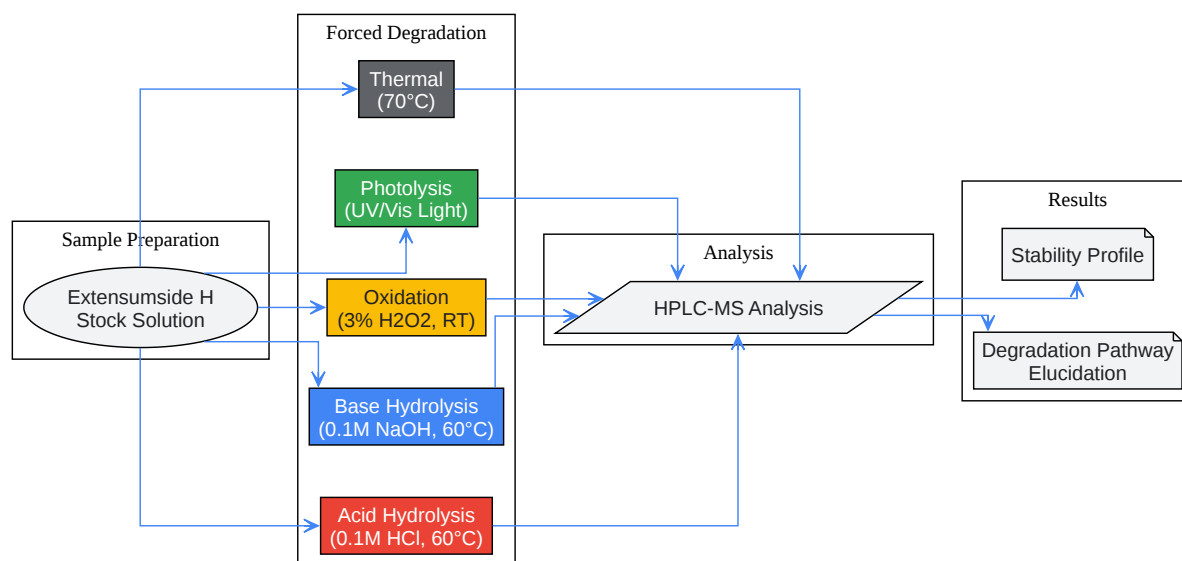 Sample Preparation
Extensumside H
Stock Solution
Forced Degradation
Thermal
(70°C)
Photolysis
(UV/Vis Light)
Oxidation
(3% H2O2, RT)
Base Hydrolysis
(0.1M NaOH, 60°C)
Acid Hydrolysis
(0.1M HCl, 60°C)
Analysis
HPLC-MS Analysis
Results
Stability Profile
Degradation Pathway
Elucidation